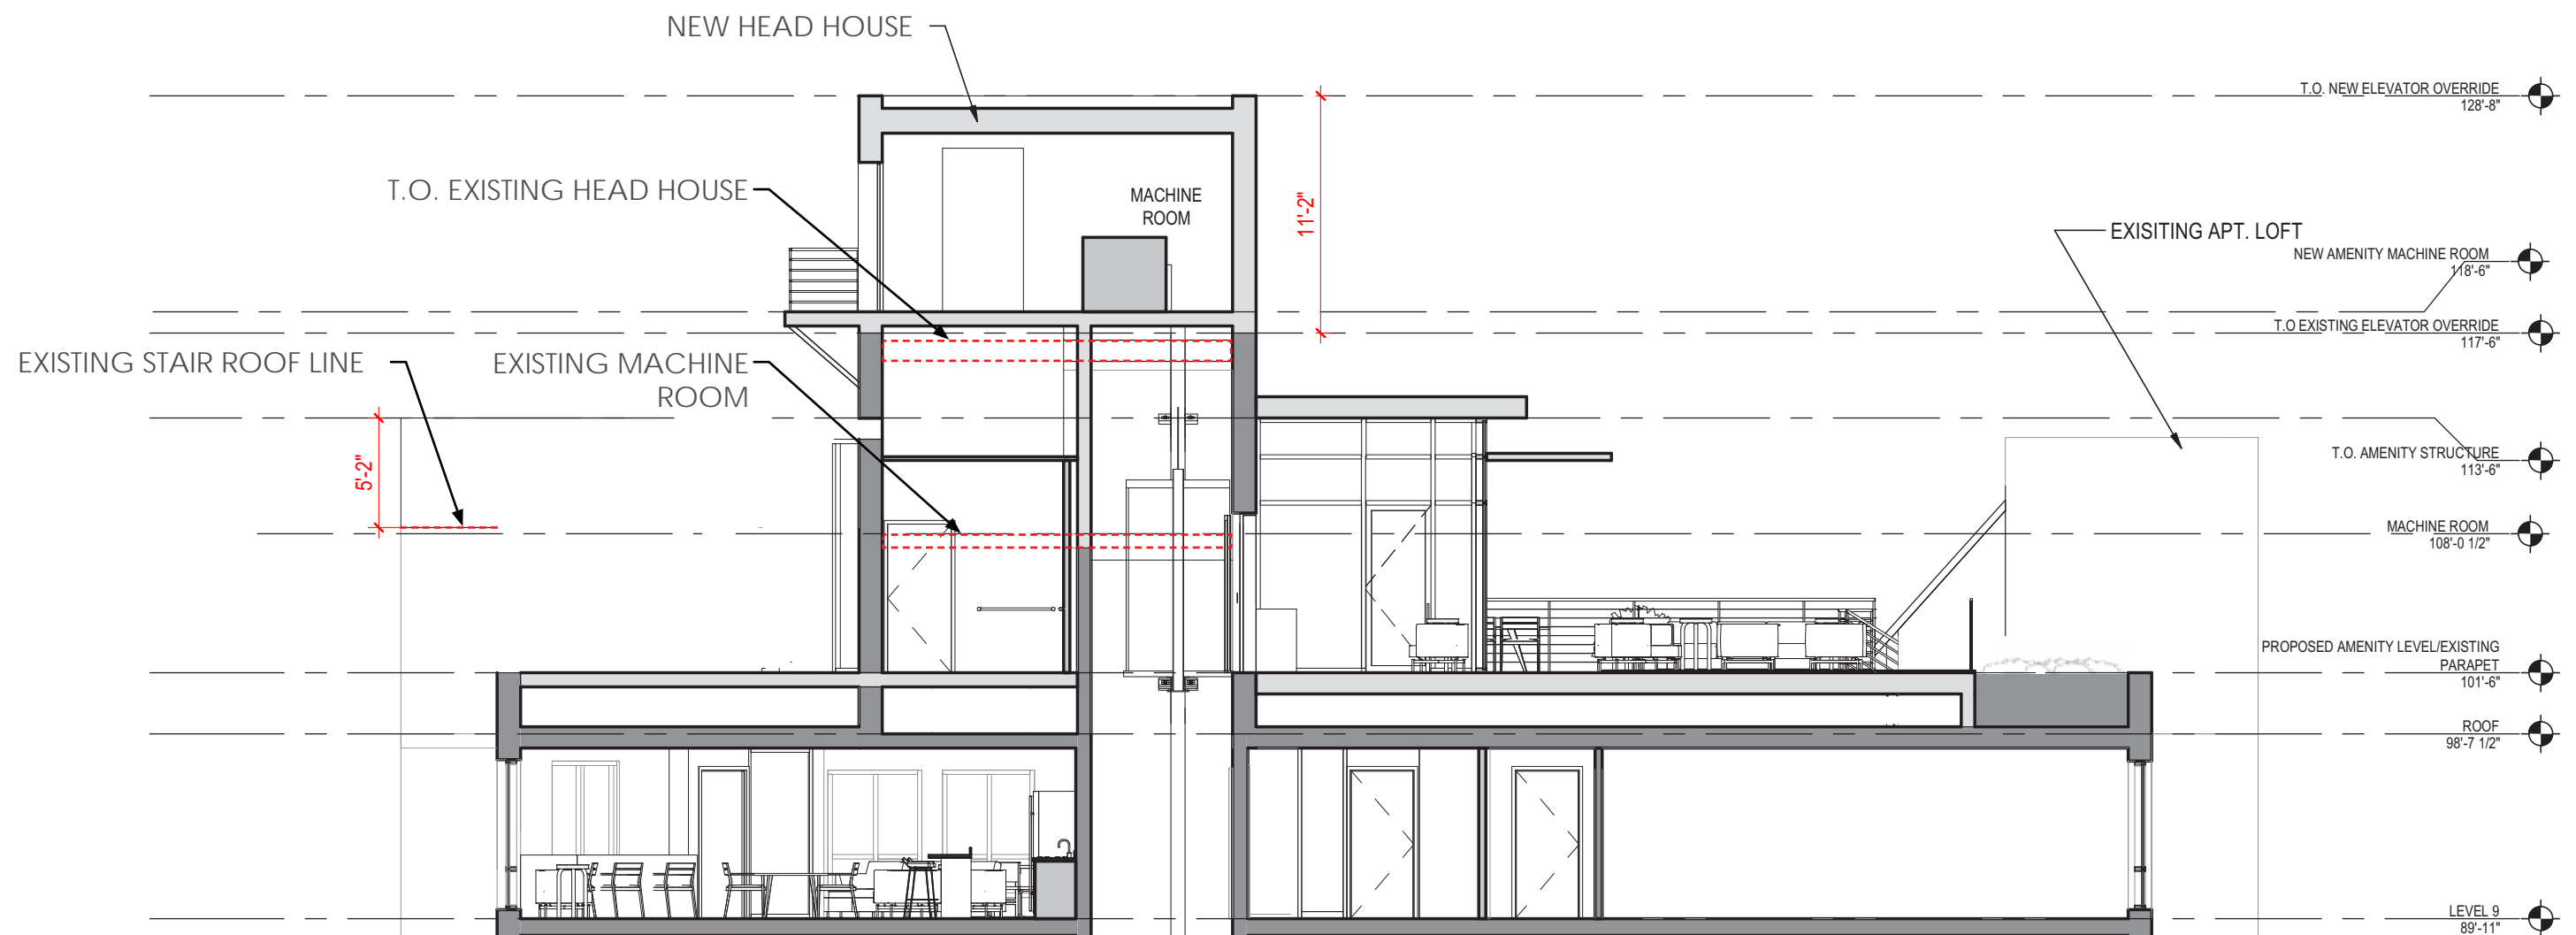 NEW HEAD HOUSE
T.O. NEW ELEVATOR OVERRIDE
128'-8"
T.O. EXISTING HEAD HOUSE
MACHINE
ROOM
11'-2"
EXISITING APT. LOFT
NEW AMENITY MACHINE ROOM
118'-6"
T.O EXISTING ELEVATOR OVERRIDE
117'-6"
EXISTING STAIR ROOF LINE
EXISTING MACHINE
ROOM
5'-2"
T.O. AMENITY STRUCTURE
113'-6"
MACHINE ROOM
108'-0 1/2"
PROPOSED AMENITY LEVEL/EXISTING
PARAPET
101'-6"
ROOF
98'-7 1/2"
LEVEL 9
89'-11"